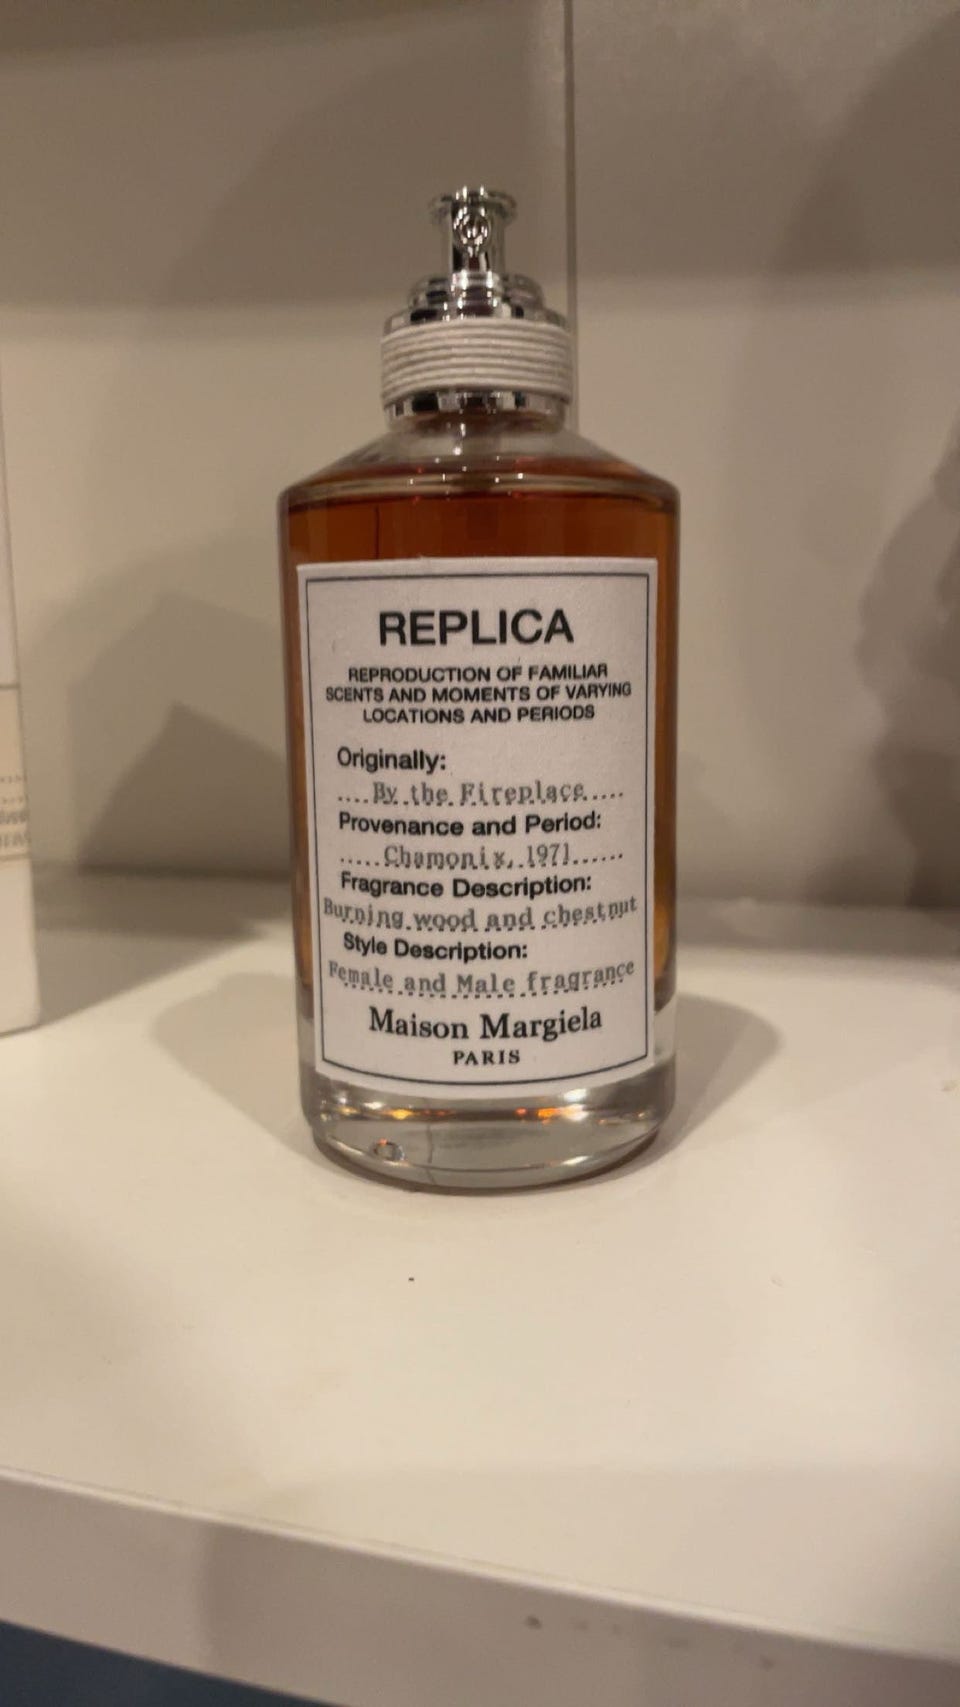 REPLICA
REPRODUCTION OF FAMILIAR
SCENTS AND MOMENTS OF VARYING
LOCATIONS AND PERIODS
Originally:
....By the Fireplace.....
Provenance and Period:
.....Chamonix, 1971......
Fragrance Description:
Burning wood and chestnut
Style Description:
Female and Male fragrance
Maison Margiela
PARIS